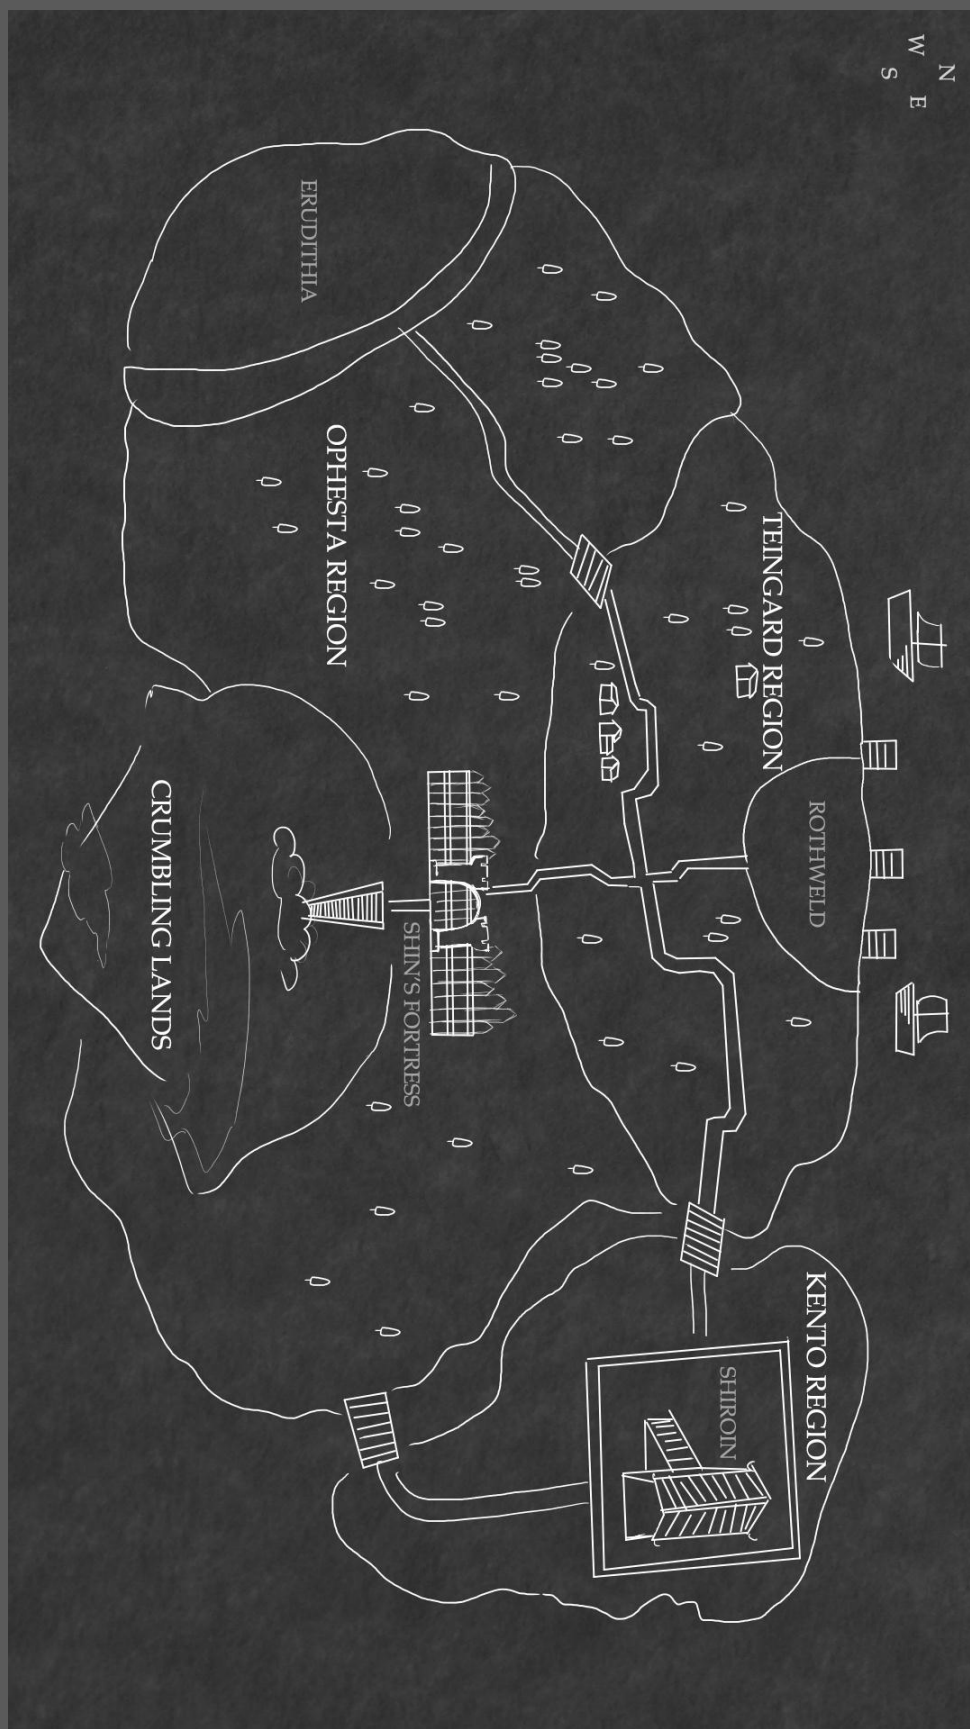 N
W E
S
TEINGARD REGION
KENTO REGION
ROTHWELD
SHIROIN
SHIN'S FORTRESS
OPHESTA REGION
ERUDITHIA
CRUMBLING LANDS